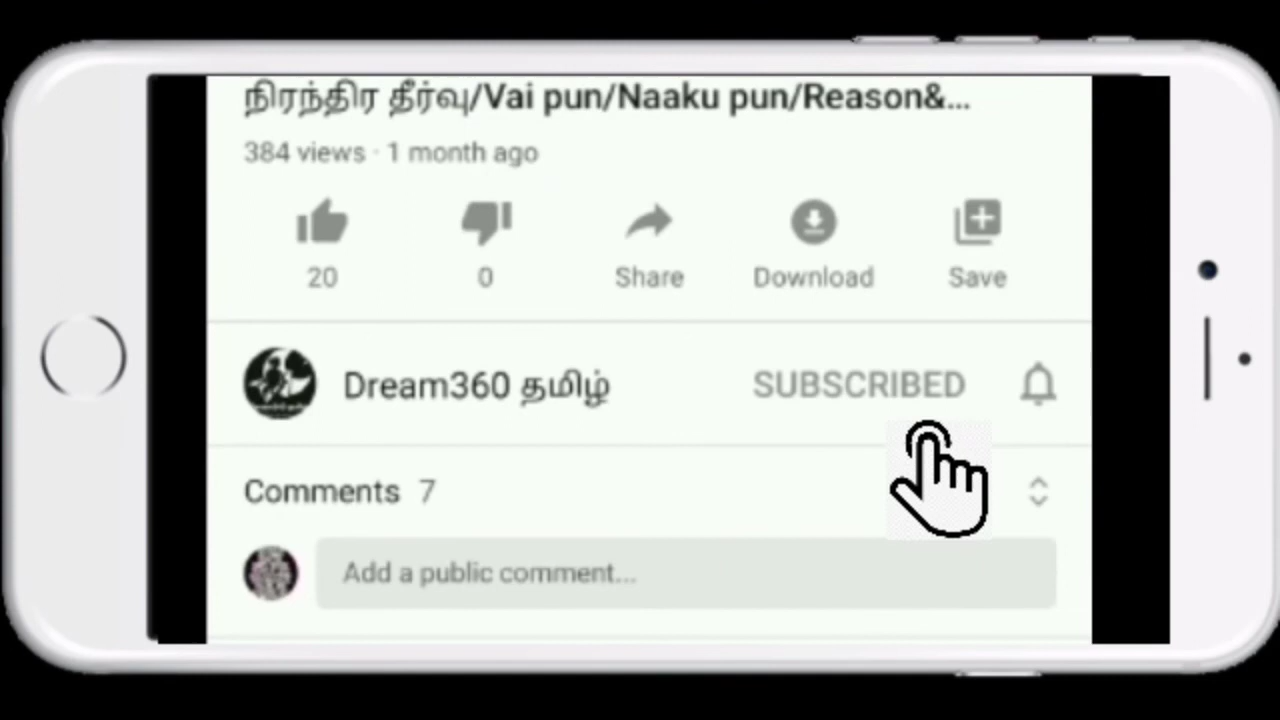 நிரந்திர தீர்வு/Vai pun/Naaku pun/Reason&...
384 views · 1 month ago
20 0 Share Download Save
Dream360 தமிழ் SUBSCRIBED
Comments 7
Add a public comment...